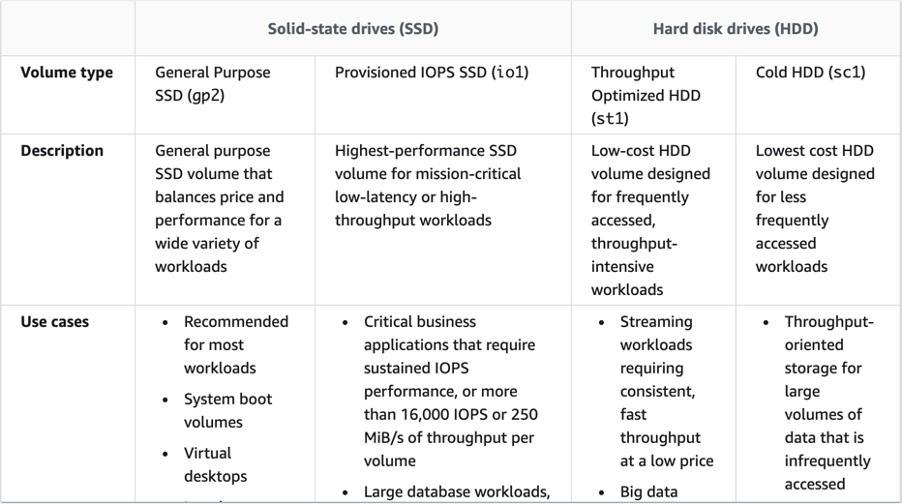 Solid-state drives (SSD)
Hard disk drives (HDD)
Volume type
General Purpose
SSD (gp2)
Provisioned IOPS SSD (io1)
Throughput
Optimized HDD
(st1)
Cold HDD (sc1)
Description
General purpose
SSD volume that
balances price and
performance for a
wide variety of
workloads
Highest-performance SSD
volume for mission-critical
low-latency or high-
throughput workloads
Low-cost HDD
volume designed
for frequently
accessed,
throughput-
intensive
workloads
Lowest cost HDD
volume designed
for less
frequently
accessed
workloads
Use cases
• Recommended
for most
workloads
• System boot
volumes
• Virtual
desktops
• Critical business
applications that require
sustained IOPS
performance, or more
than 16,000 IOPS or 250
MiB/s of throughput per
volume
• Large database workloads,
• Streaming
workloads
requiring
consistent,
fast
throughput
at a low price
• Big data
• Throughput-
oriented
storage for
large
volumes of
data that is
infrequently
accessed